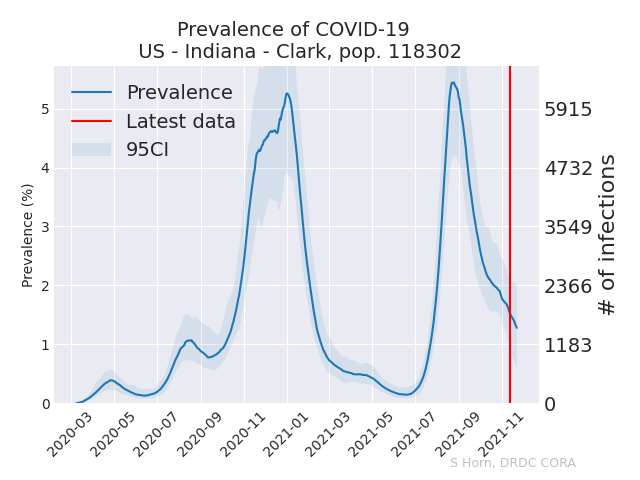 Prevalence of COVID-19
US - Indiana - Clark, pop. 118302
Prevalence
Latest data
95CI
Prevalence (%)
5
4
3
2
1
0
5915
4732
3549
2366
1183
0
# of infections
2020-03
2020-05
2020-07
2020-09
2020-11
2021-01
2021-03
2021-05
2021-07
2021-09
2021-11
S Horn, DRDC CORA